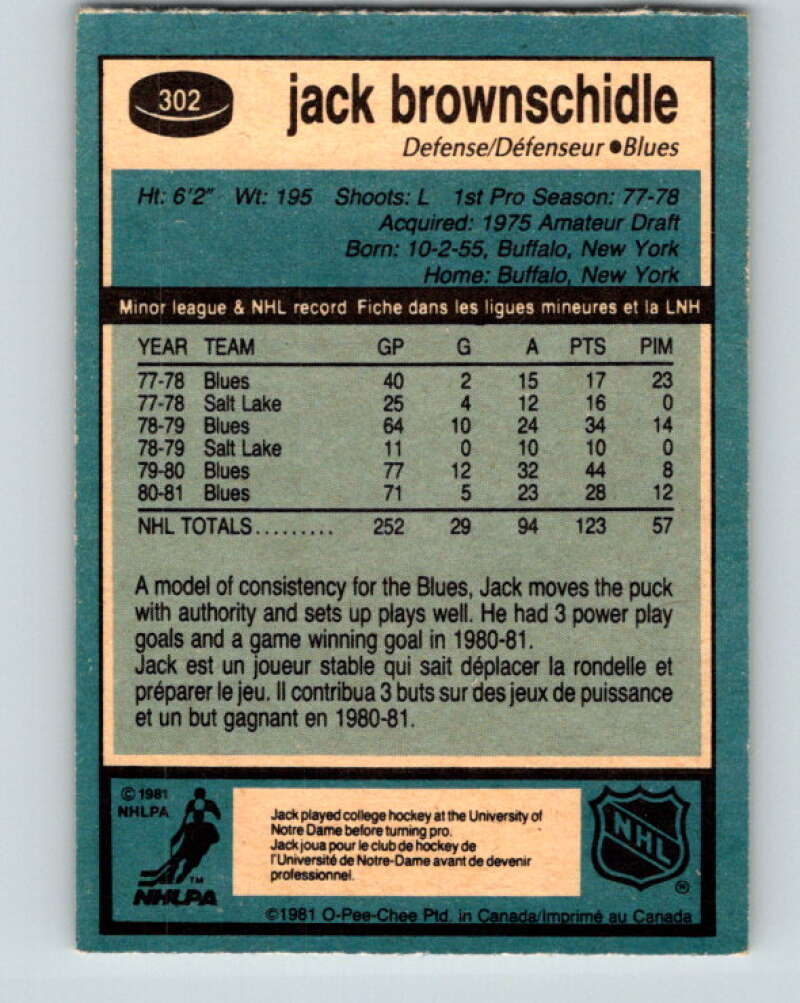 302
jack brownschidle
Defense/Défenseur ●Blues
Ht: 6'2" Wt: 195 Shoots: L 1st Pro Season: 77-78
Acquired: 1975 Amateur Draft
Born: 10-2-55, Buffalo, New York
Home: Buffalo, New York
Minor league & NHL record Fiche dans les ligues mineures et la LNH
YEAR TEAM GP G A PTS PIM
77-78 Blues 40 2 15 17 23
77-78 Salt Lake 25 4 12 16 0
78-79 Blues 64 10 24 34 14
78-79 Salt Lake 11 0 10 10 0
79-80 Blues 77 12 32 44 8
80-81 Blues 71 5 23 28 12
NHL TOTALS......... 252 29 94 123 57
A model of consistency for the Blues, Jack moves the puck
with authority and sets up plays well. He had 3 power play
goals and a game winning goal in 1980-81.
Jack est un joueur stable qui sait déplacer la rondelle et
préparer le jeu. Il contribua 3 buts sur des jeux de puissance
et un but gagnant en 1980-81.
© 1981
NHLPA
TM
NHLPA
Jack played college hockey at the University of
Notre Dame before turning pro.
Jack joua pour le club de hockey de
l'Université de Notre-Dame avant de devenir
professionnel.
NHL
®
©1981 O-Pee-Chee Ptd. in Canada/Imprimé au Canada